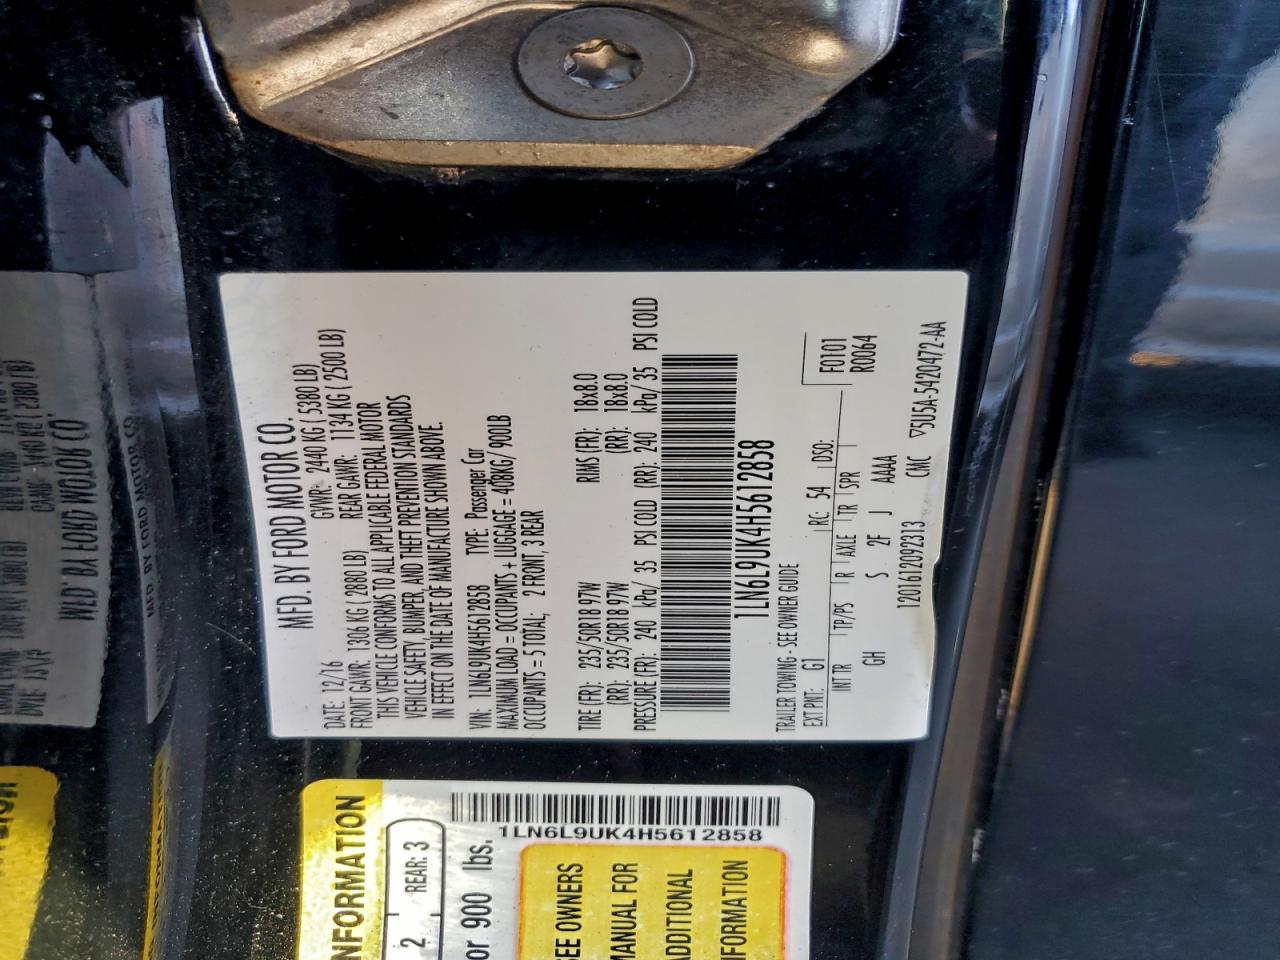 MFD. BY FORD MOTOR CO.
DATE: 12/16 GVWR: 2440 KG ( 5380 LB)
FRONT GAWR: 1306 KG ( 2880 LB) REAR GAWR: 1134 KG ( 2500 LB)
THIS VEHICLE CONFORMS TO ALL APPLICABLE FEDERAL MOTOR
VEHICLE SAFETY, BUMPER, AND THEFT PREVENTION STANDARDS
IN EFFECT ON THE DATE OF MANUFACTURE SHOWN ABOVE.
VIN: 1LN6L9UK4H5612858 TYPE: Passenger Car
MAXIMUM LOAD = OCCUPANTS + LUGGAGE = 408KG/ 900LB
OCCUPANTS = 5 TOTAL; 2 FRONT, 3 REAR
TIRE (FR): 235/50R18 97W RIMS (FR): 18x8.0
(RR): 235/50R18 97W (RR): 18x8.0
PRESSURE (FR): 240 kPa/ 35 PSI COLD (RR): 240 kPa/ 35 PSI COLD
1LN6L9UK4H5612858
TRAILER TOWING - SEE OWNER GUIDE
EXT PNT: G1 RC: 54 DSO: F0101
R0064
INT TR TP/PS R AXLE TR SPR
GH S 2F J AAAA
1201612092313 CMC ▽5U5A-5420472-AA
NFORMATION
2 REAR: 3
or 900 lbs.
1LN6L9UK4H5612858
SEE OWNERS
MANUAL FOR
ADDITIONAL
INFORMATION